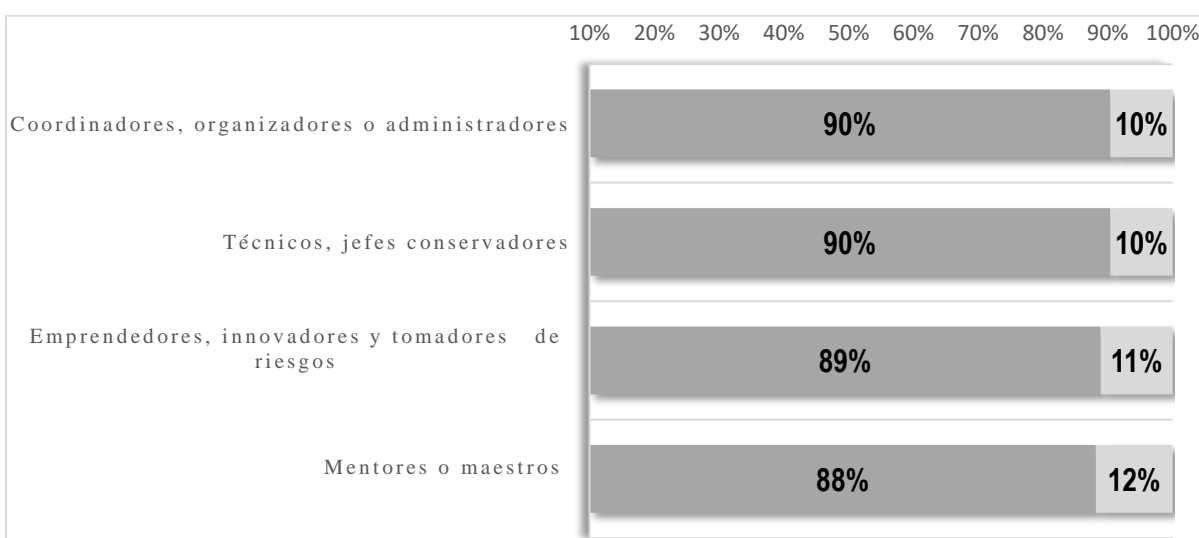 10% 20% 30% 40% 50% 60% 70% 80% 90% 100%
Coordinadores, organizadores o administradores 90% 10%
Técnicos, jefes conservadores 90% 10%
Emprendedores, innovadores y tomadores de
riesgos
89% 11%
Mentores o maestros 88% 12%